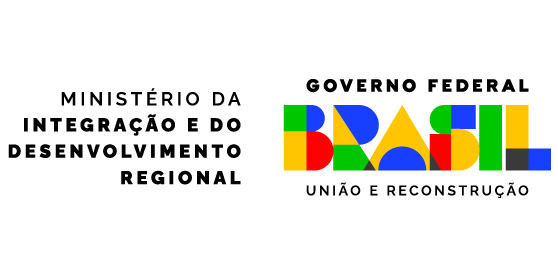 MINISTÉRIO DA
INTEGRAÇÃO E DO
DESENVOLVIMENTO
REGIONAL
GOVERNO FEDERAL
BRASIL
UNIÃO E RECONSTRUÇÃO